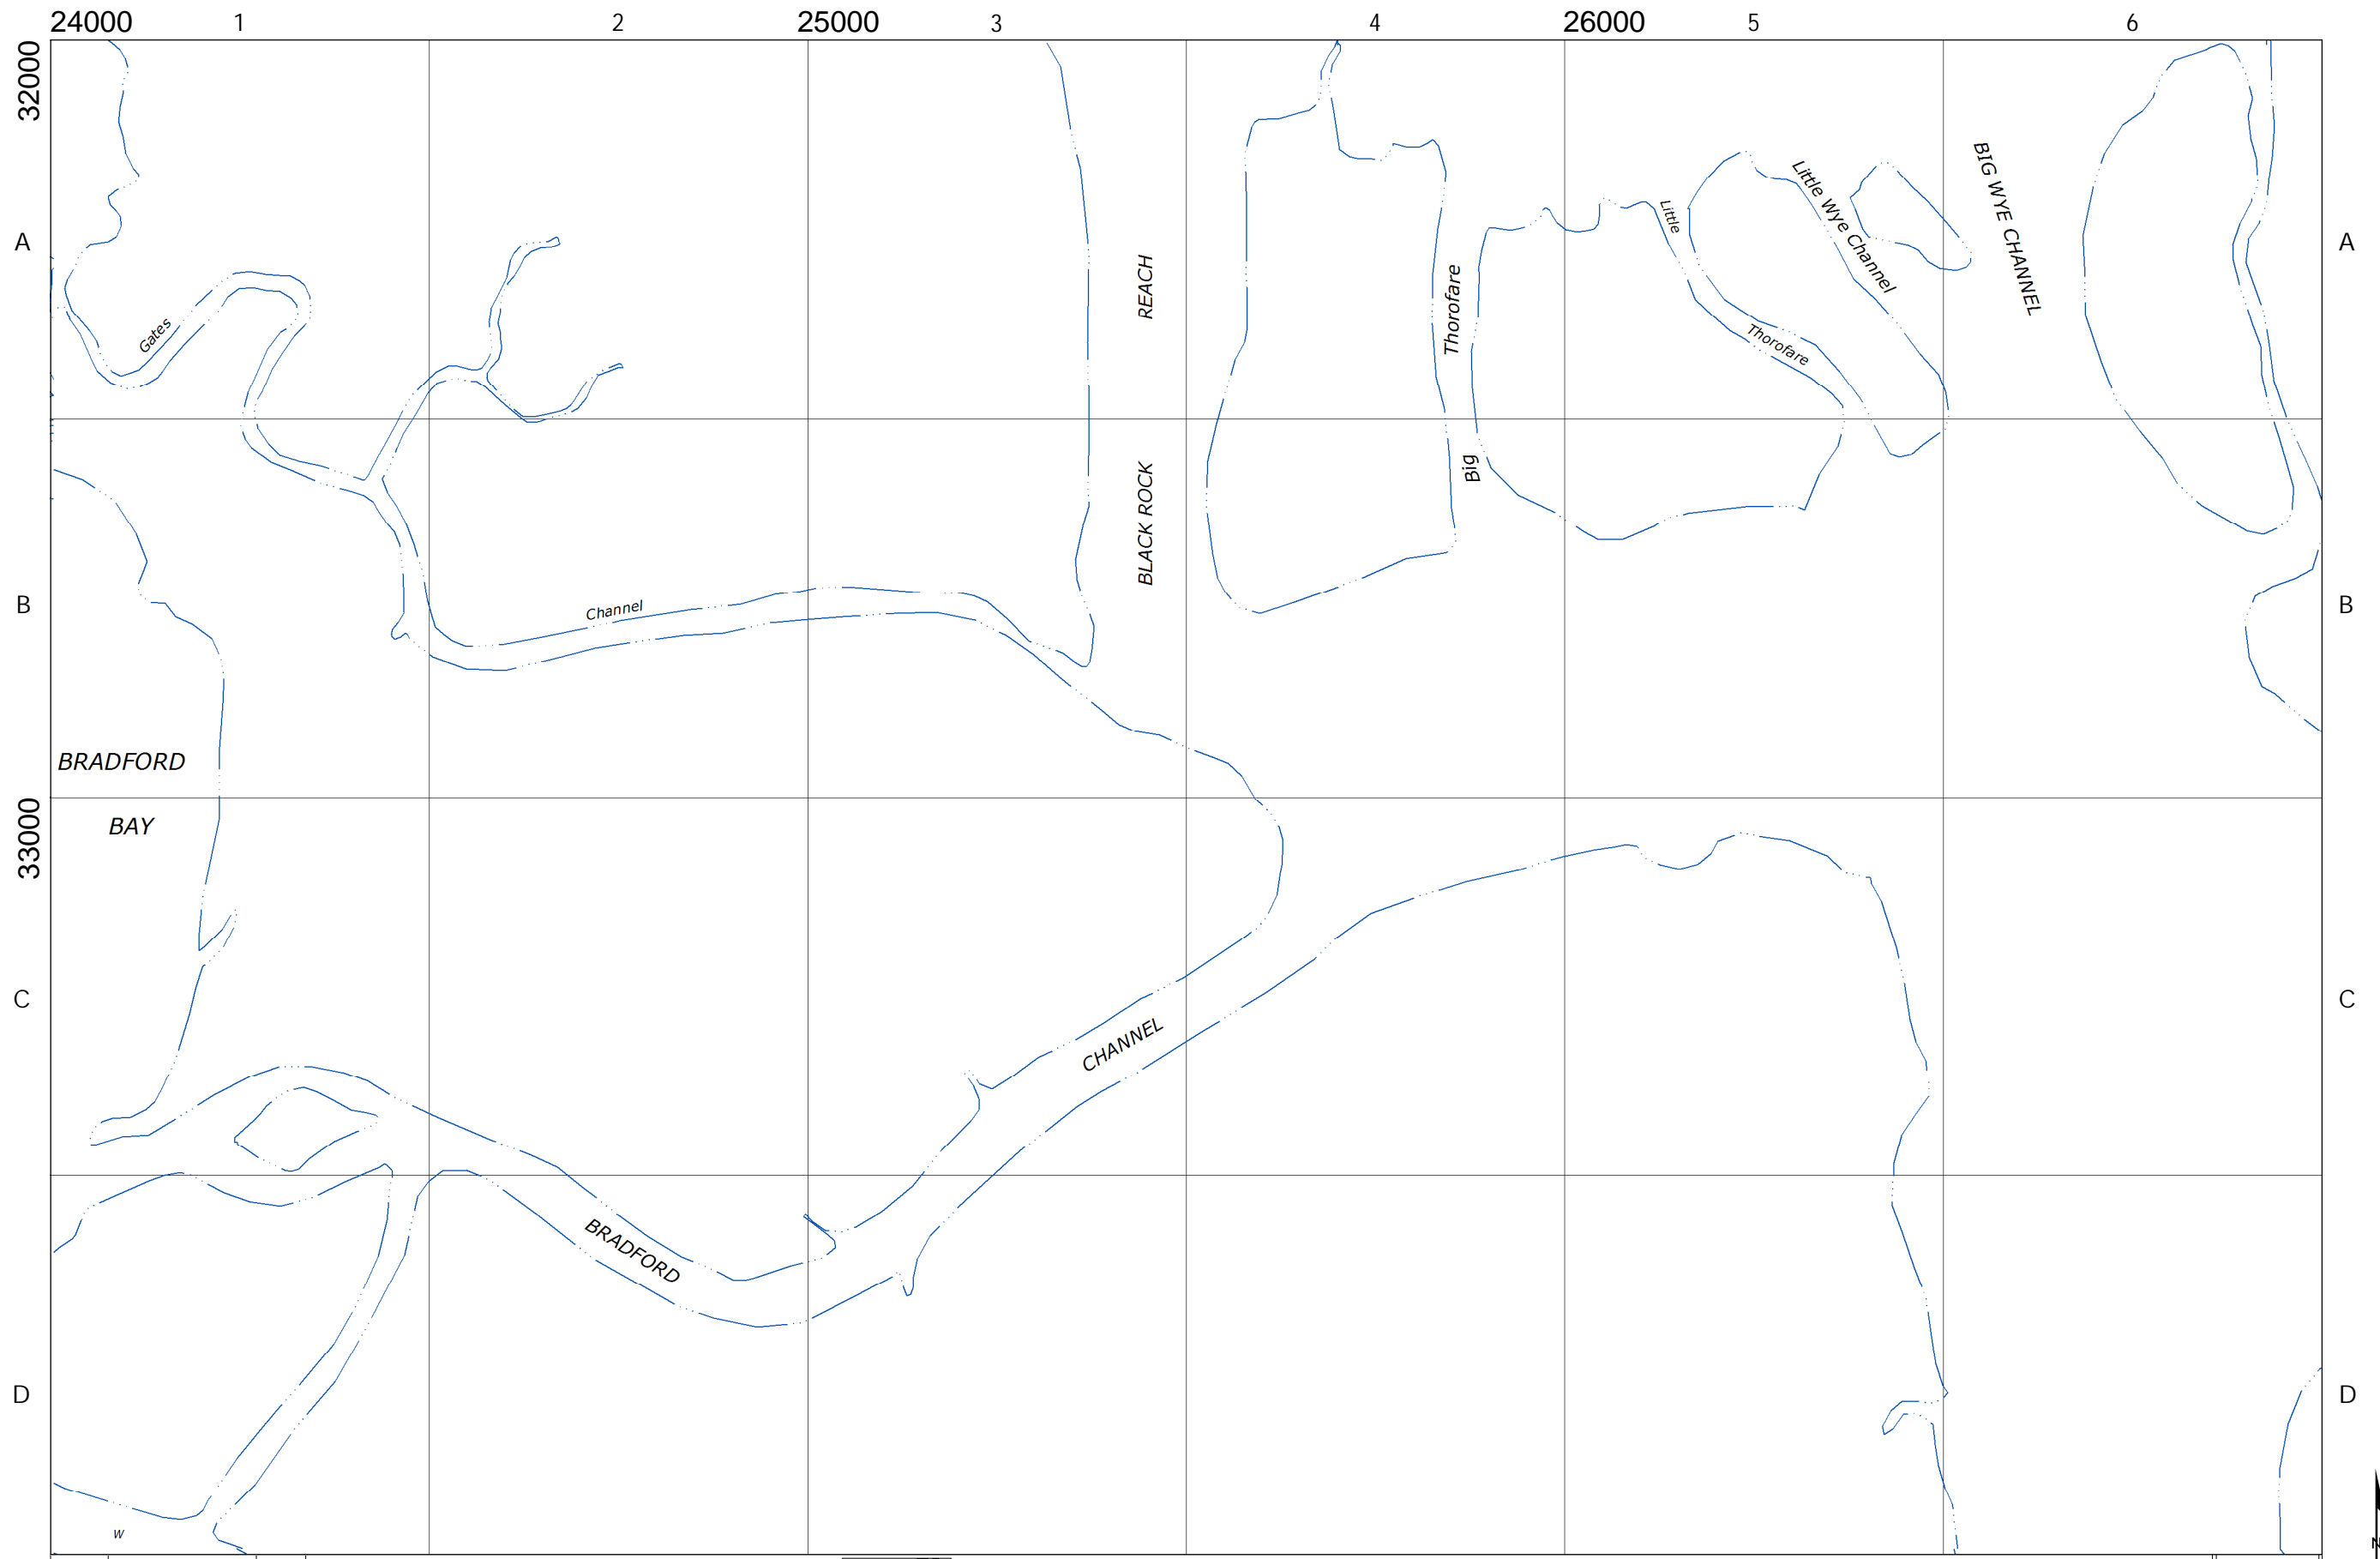 24000 1 2 25000 3 4 26000 5 6
32000
A
A
Gates
REACH
Thorofare
Little
Thorofare
Little Wye Channel
BIG WYE CHANNEL
B
B
Channel
BLACK ROCK
Big
BRADFORD
BAY
33000
C
C
CHANNEL
BRADFORD
D
D
W